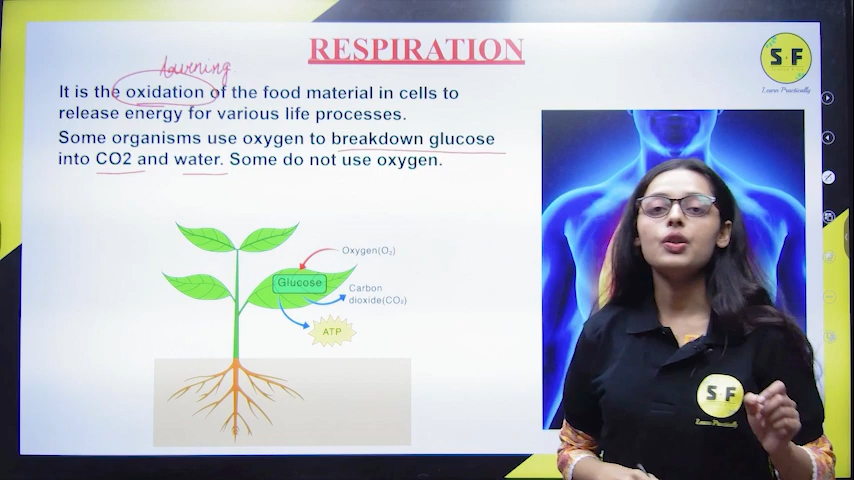 RESPIRATION
burning
It is the oxidation of the food material in cells to
release energy for various life processes.
Some organisms use oxygen to breakdown glucose
into CO2 and water. Some do not use oxygen.
Oxygen(O₂)
Glucose
Carbon
dioxide(CO₂)
ATP
S F
Learn Practically
S F
Learn Practically